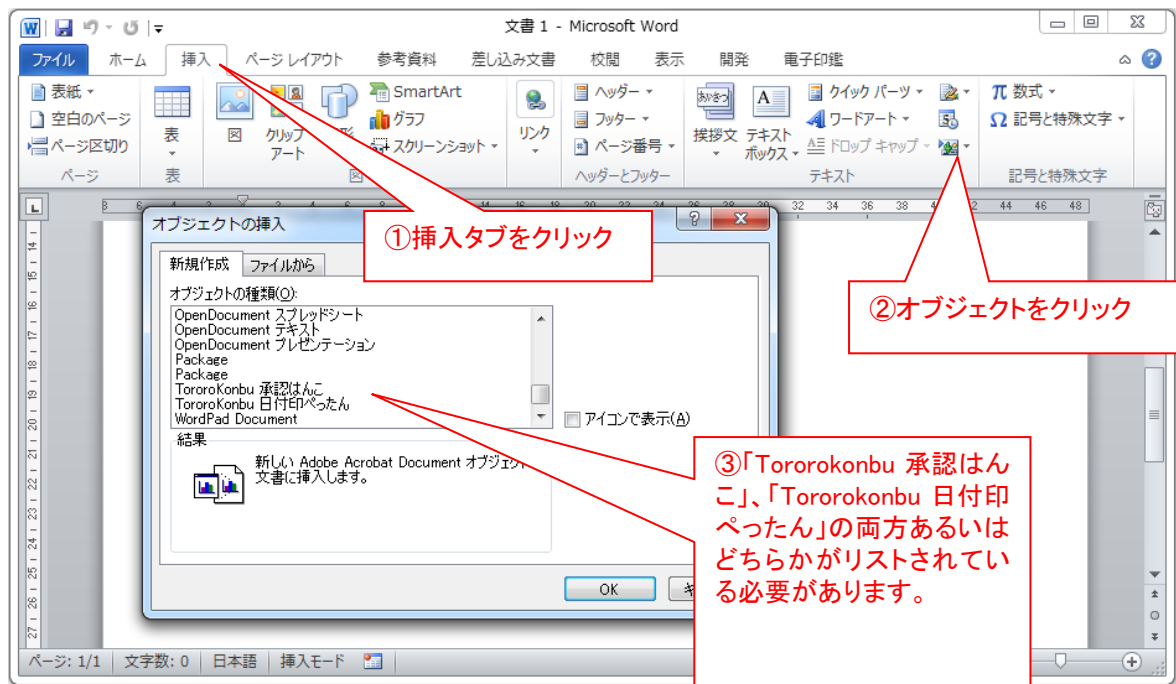 文書 1 - Microsoft Word
ファイル ホーム 挿入 ページ レイアウト 参考資料 差し込み文書 校閲 表示 開発 電子印鑑
表紙
空白のページ
ページ区切り
ページ
表
表
図
クリップ
アート
SmartArt
グラフ
スクリーンショット
図
リンク
ヘッダー
フッター
ページ番号
ヘッダーとフッター
あいさつ
挨拶文
テキスト
ボックス
クイック パーツ
ワードアート
ドロップ キャップ
テキスト
π 数式
Ω 記号と特殊文字
記号と特殊文字
①挿入タブをクリック
②オブジェクトをクリック
オブジェクトの挿入
新規作成 ファイルから
オブジェクトの種類(O):
OpenDocument スプレッドシート
OpenDocument テキスト
OpenDocument プレゼンテーション
Package
Package
TororoKonbu 承認はんこ
TororoKonbu 日付印ぺったん
WordPad Document
アイコンで表示(A)
結果
新しい Adobe Acrobat Document オブジェクト
文書に挿入します。
OK
③「Tororokonbu 承認はん
こ」、「Tororokonbu 日付印
ぺったん」の両方あるいは
どちらかがリストされてい
る必要があります。
ページ: 1/1 文字数: 0 日本語 挿入モード